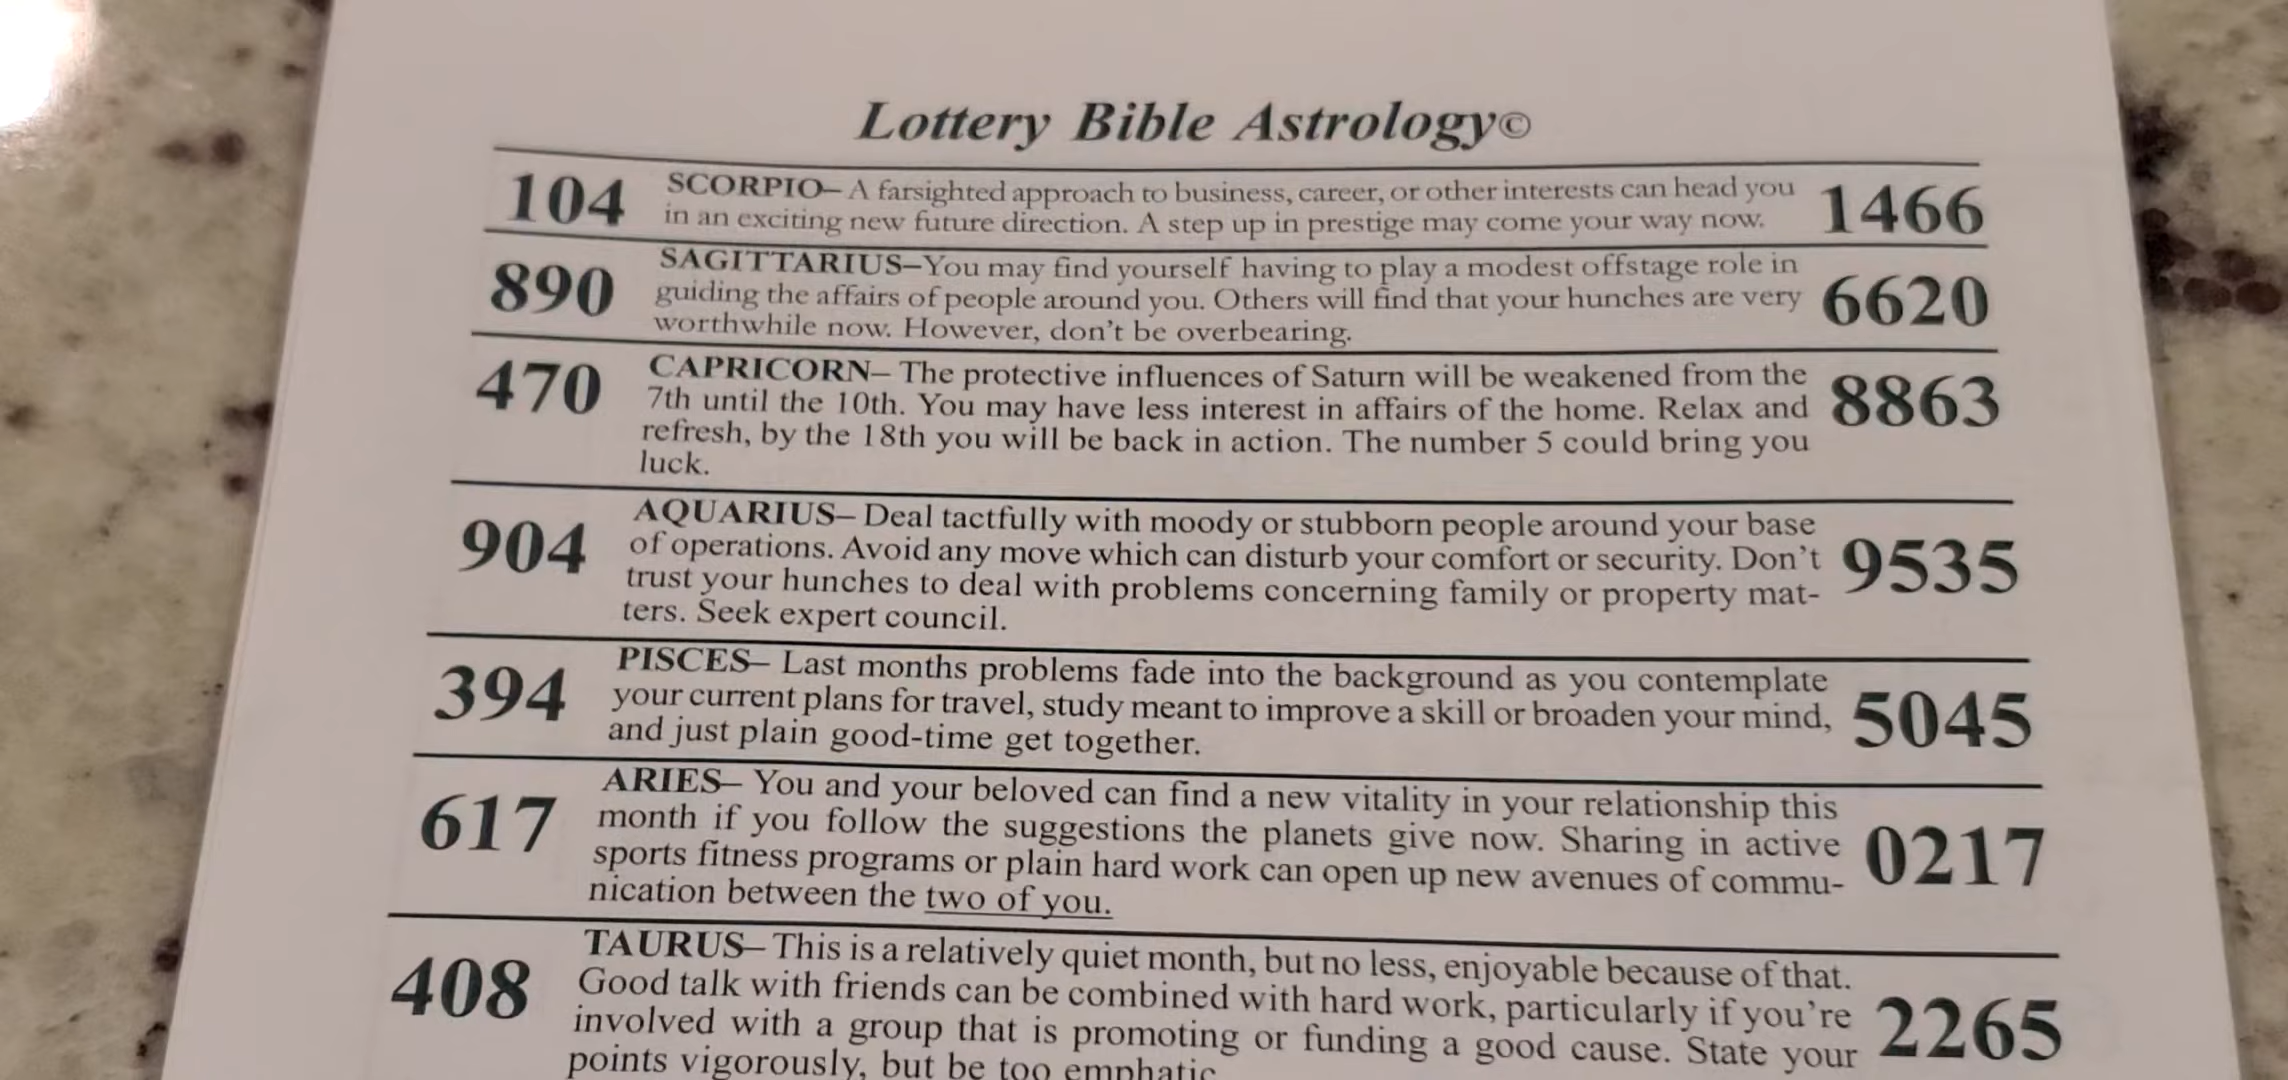 Lottery Bible Astrology©
104 SCORPIO– A farsighted approach to business, career, or other interests can head you 1466
in an exciting new future direction. A step up in prestige may come your way now.
890 SAGITTARIUS–You may find yourself having to play a modest offstage role in 6620
guiding the affairs of people around you. Others will find that your hunches are very
worthwhile now. However, don't be overbearing.
470 CAPRICORN– The protective influences of Saturn will be weakened from the 8863
7th until the 10th. You may have less interest in affairs of the home. Relax and
refresh, by the 18th you will be back in action. The number 5 could bring you
luck.
904 AQUARIUS– Deal tactfully with moody or stubborn people around your base 9535
of operations. Avoid any move which can disturb your comfort or security. Don't
trust your hunches to deal with problems concerning family or property mat-
ters. Seek expert council.
394 PISCES– Last months problems fade into the background as you contemplate 5045
your current plans for travel, study meant to improve a skill or broaden your mind,
and just plain good-time get together.
617 ARIES– You and your beloved can find a new vitality in your relationship this 0217
month if you follow the suggestions the planets give now. Sharing in active
sports fitness programs or plain hard work can open up new avenues of commu-
nication between the two of you.
408 TAURUS– This is a relatively quiet month, but no less, enjoyable because of that. 2265
Good talk with friends can be combined with hard work, particularly if you're
involved with a group that is promoting or funding a good cause. State your
points vigorously, but be too emphatic